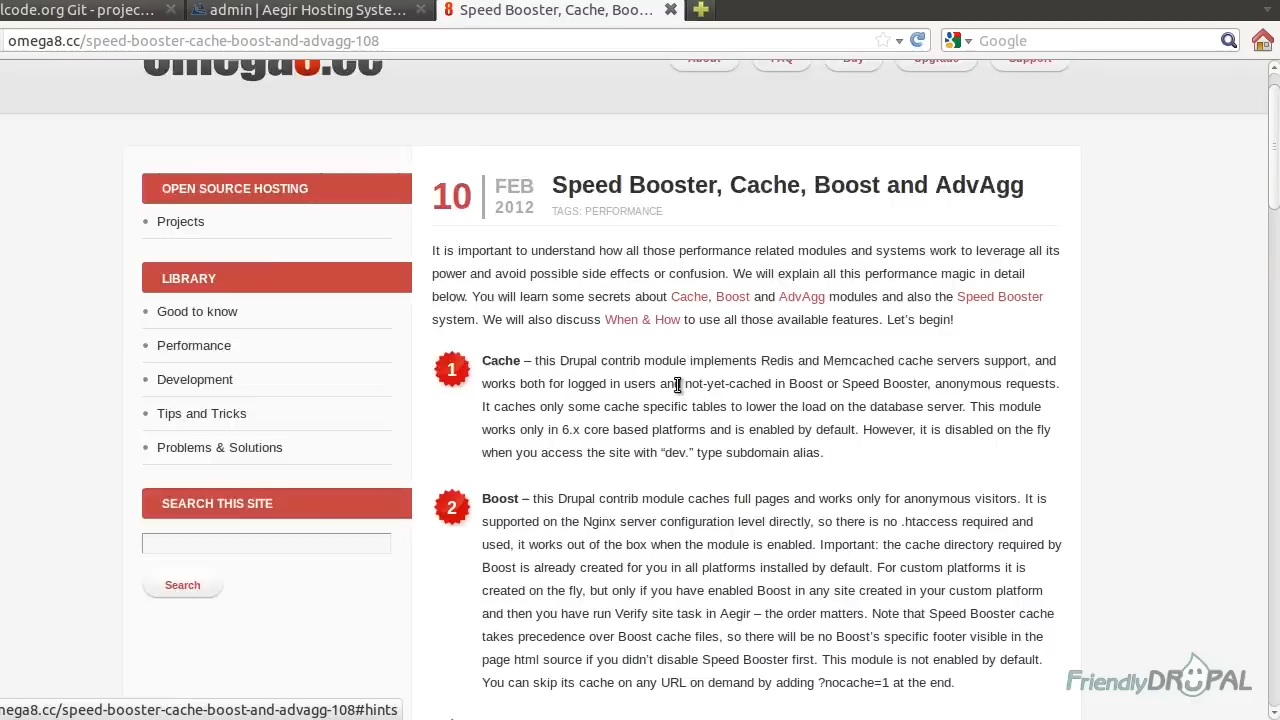 lcode.org Git - projec...
admin | Aegir Hosting Syste...
Speed Booster, Cache, Boo...
omega8.cc/speed-booster-cache-boost-and-advagg-108
Google
omega8.cc
About
FAQ
Buy
Upgrade
Support
OPEN SOURCE HOSTING
Projects
LIBRARY
Good to know
Performance
Development
Tips and Tricks
Problems & Solutions
SEARCH THIS SITE
Search
10
FEB
2012
Speed Booster, Cache, Boost and AdvAgg
TAGS: PERFORMANCE
It is important to understand how all those performance related modules and systems work to leverage all its
power and avoid possible side effects or confusion. We will explain all this performance magic in detail
below. You will learn some secrets about Cache, Boost and AdvAgg modules and also the Speed Booster
system. We will also discuss When & How to use all those available features. Let's begin!
1
Cache – this Drupal contrib module implements Redis and Memcached cache servers support, and
works both for logged in users and not-yet-cached in Boost or Speed Booster, anonymous requests.
It caches only some cache specific tables to lower the load on the database server. This module
works only in 6.x core based platforms and is enabled by default. However, it is disabled on the fly
when you access the site with “dev.” type subdomain alias.
2
Boost – this Drupal contrib module caches full pages and works only for anonymous visitors. It is
supported on the Nginx server configuration level directly, so there is no .htaccess required and
used, it works out of the box when the module is enabled. Important: the cache directory required by
Boost is already created for you in all platforms installed by default. For custom platforms it is
created on the fly, but only if you have enabled Boost in any site created in your custom platform
and then you have run Verify site task in Aegir – the order matters. Note that Speed Booster cache
takes precedence over Boost cache files, so there will be no Boost's specific footer visible in the
page html source if you didn't disable Speed Booster first. This module is not enabled by default.
You can skip its cache on any URL on demand by adding ?nocache=1 at the end.
mega8.cc/speed-booster-cache-boost-and-advagg-108#hints
FriendlyDRUPAL